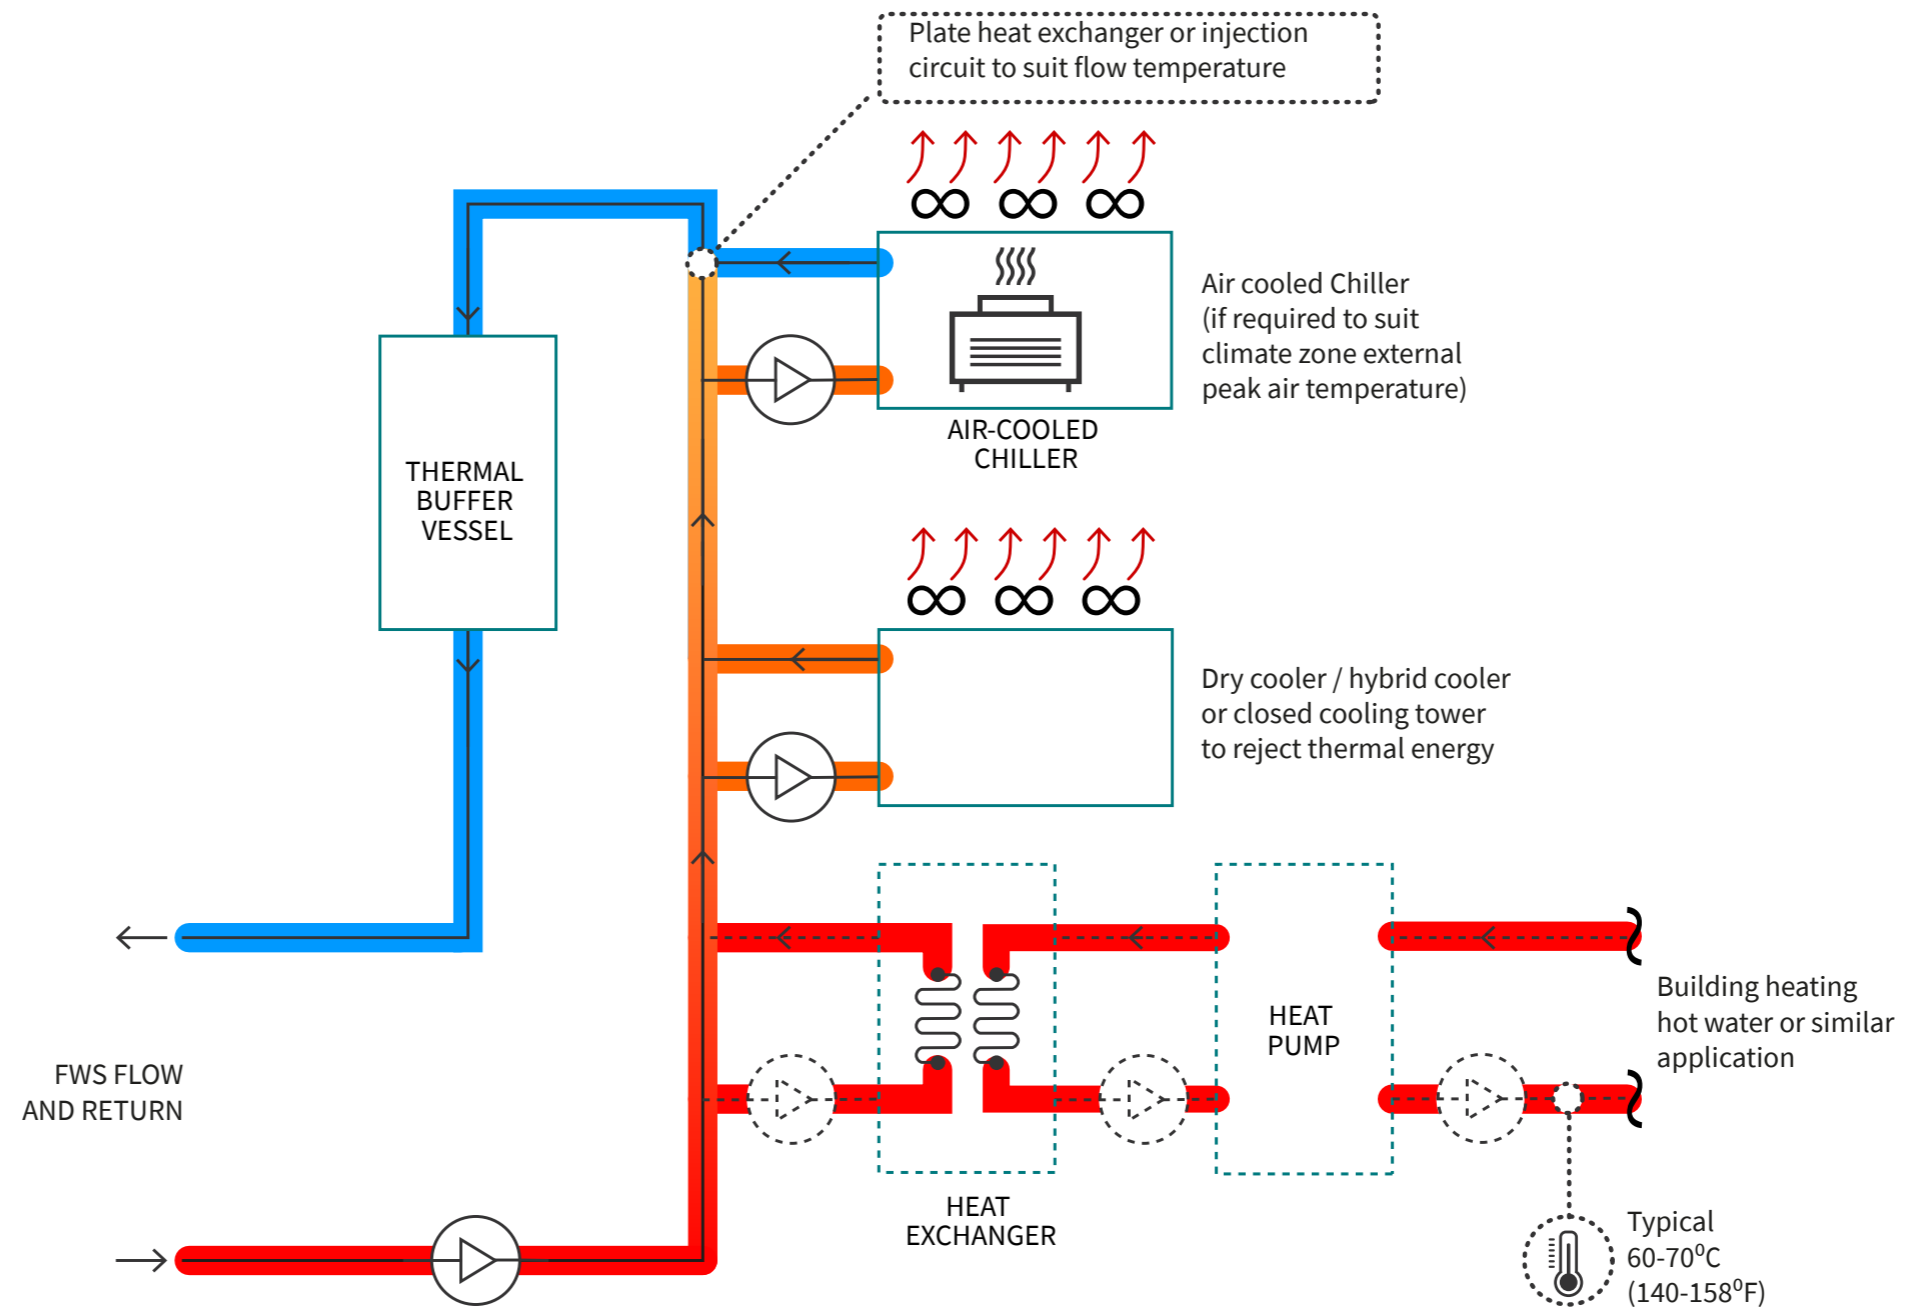 Plate heat exchanger or injection
circuit to suit flow temperature
Air cooled Chiller
(if required to suit
climate zone external
peak air temperature)
AIR-COOLED
CHILLER
THERMAL
BUFFER
VESSEL
Dry cooler / hybrid cooler
or closed cooling tower
to reject thermal energy
HEAT
PUMP
Building heating
hot water or similar
application
FWS FLOW
AND RETURN
HEAT
EXCHANGER
Typical
60-70⁰C
(140-158⁰F)